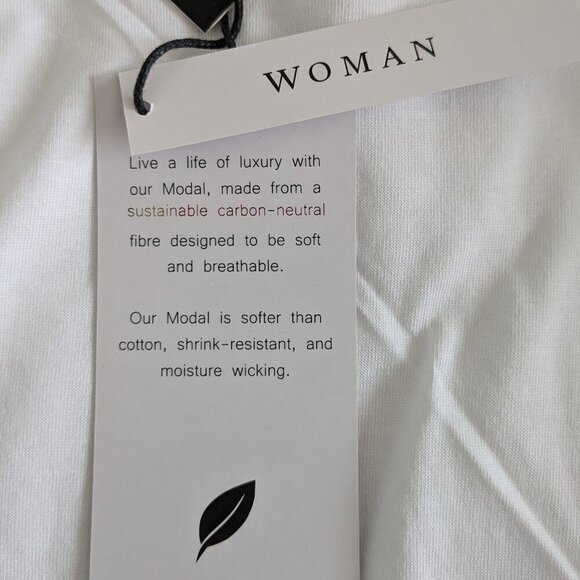 WOMAN
Live a life of luxury with
our Modal, made from a
sustainable carbon-neutral
fibre designed to be soft
and breathable.
Our Modal is softer than
cotton, shrink-resistant, and
moisture wicking.